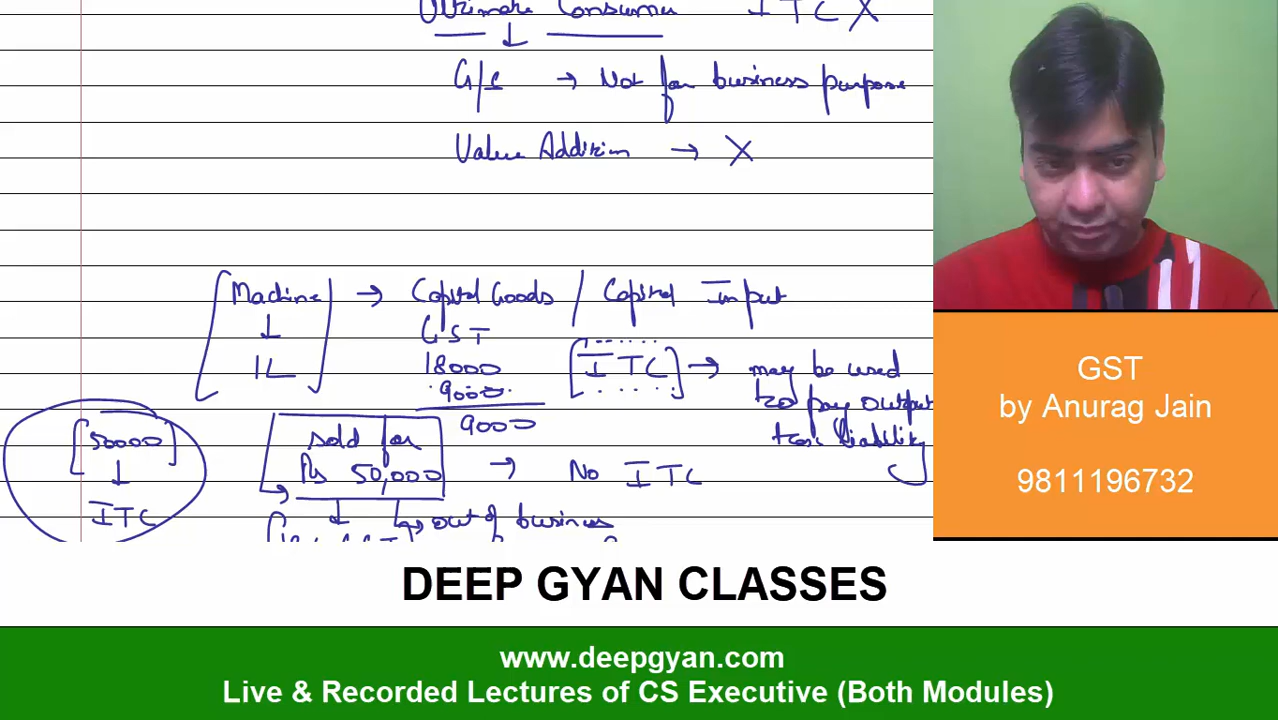 Ultimate Consumer ITC X
↓
G/S → Not for business purpose
Value Addition → X
[Machine] → Capital Goods / Capital Input
↓ GST
1L 18000 [ITC] → may be used
9000 to pay output
9000 tax liability
[50000] sold for
↓ Rs 50,000 → No ITC
ITC
↓ → out of business
GST
by Anurag Jain
9811196732
DEEP GYAN CLASSES
www.deepgyan.com
Live & Recorded Lectures of CS Executive (Both Modules)